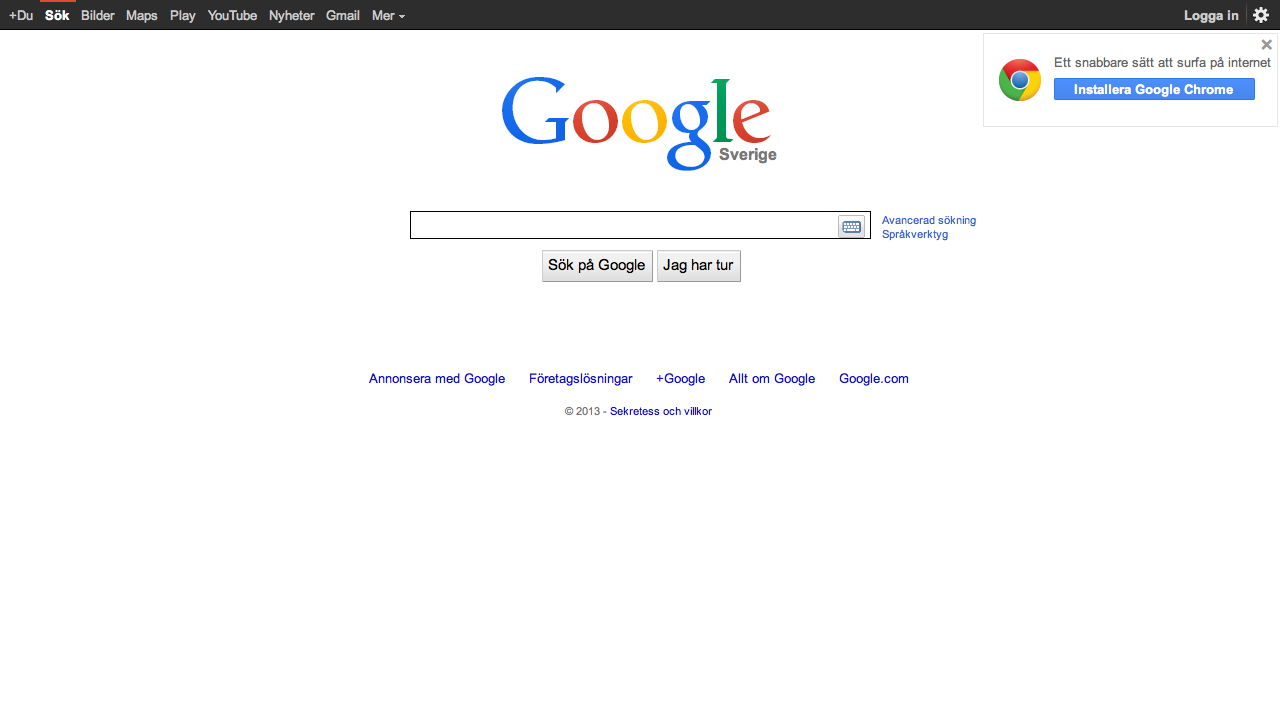 +Du Sök Bilder Maps Play YouTube Nyheter Gmail Mer Logga in
Ett snabbare sätt att surfa på internet
Installera Google Chrome
Google
Sverige
Avancerad sökning
Språkverktyg
Sök på Google Jag har tur
Annonsera med Google Företagslösningar +Google Allt om Google Google.com
© 2013 - Sekretess och villkor